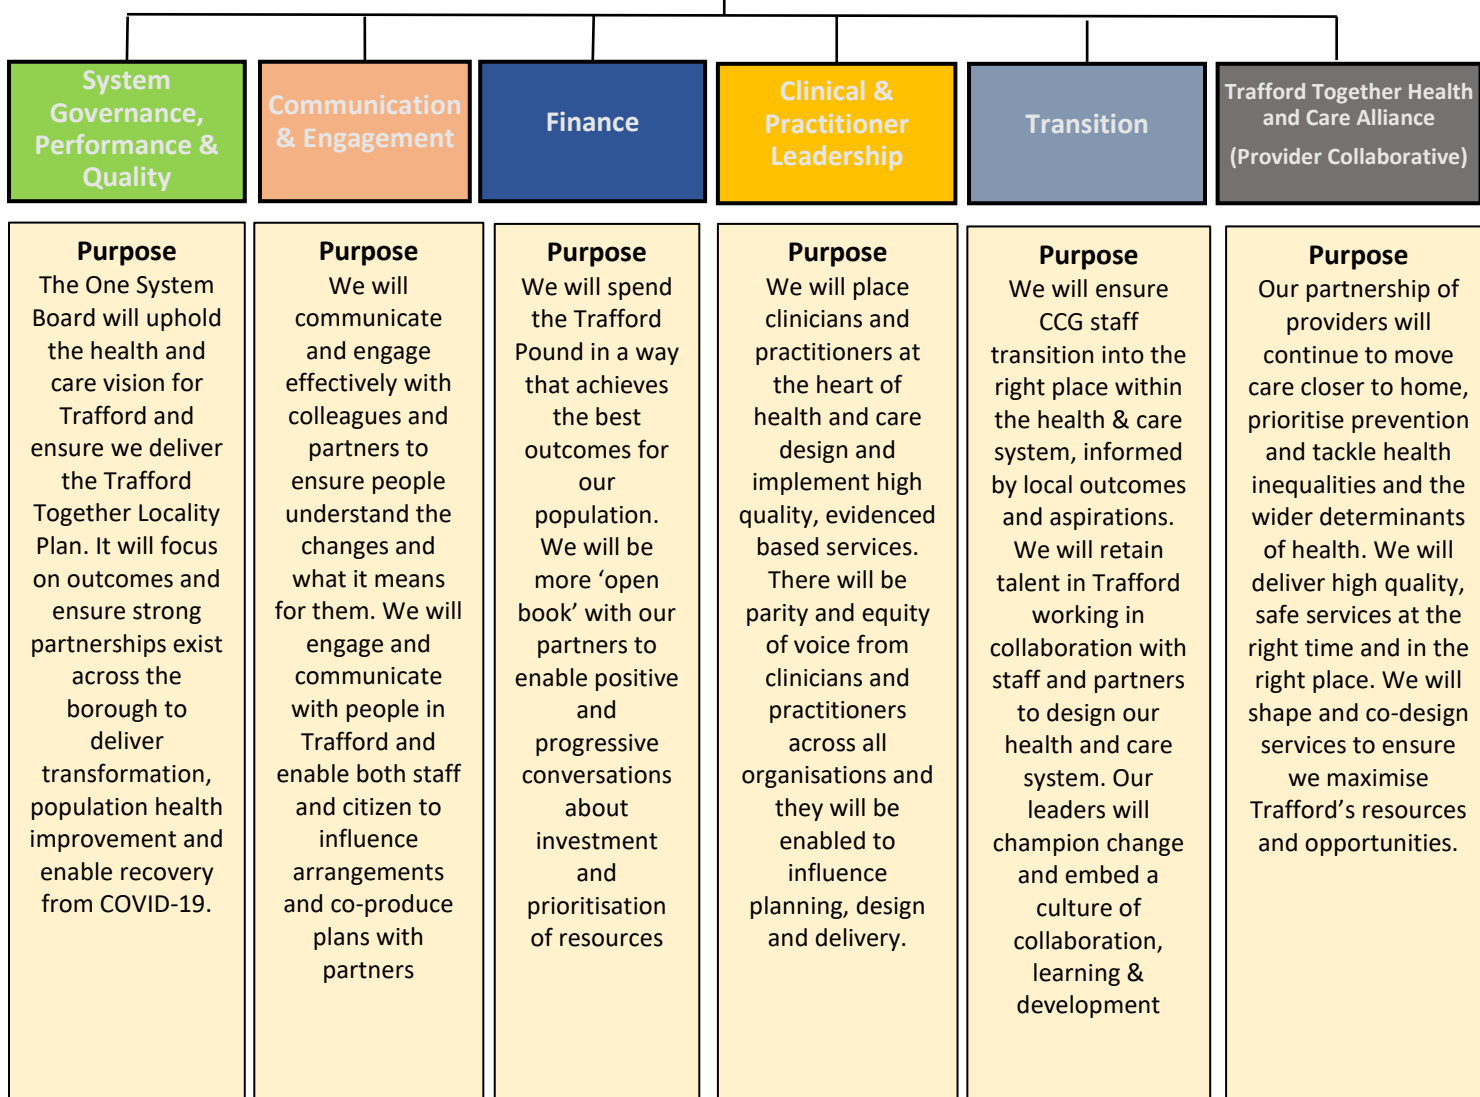 System
Governance,
Performance &
Quality
Communication
& Engagement
Finance
Clinical &
Practitioner
Leadership
Transition
Trafford Together Health
and Care Alliance
(Provider Collaborative)
Purpose
The One System
Board will uphold
the health and
care vision for
Trafford and
ensure we deliver
the Trafford
Together Locality
Plan. It will focus
on outcomes and
ensure strong
partnerships exist
across the
borough to
deliver
transformation,
population health
improvement and
enable recovery
from COVID-19.
Purpose
We will
communicate
and engage
effectively with
colleagues and
partners to
ensure people
understand the
changes and
what it means
for them. We will
engage and
communicate
with people in
Trafford and
enable both staff
and citizen to
influence
arrangements
and co-produce
plans with
partners
Purpose
We will spend
the Trafford
Pound in a way
that achieves
the best
outcomes for
our
population.
We will be
more ‘open
book’ with our
partners to
enable positive
and
progressive
conversations
about
investment
and
prioritisation
of resources
Purpose
We will place
clinicians and
practitioners at
the heart of
health and care
design and
implement high
quality, evidenced
based services.
There will be
parity and equity
of voice from
clinicians and
practitioners
across all
organisations and
they will be
enabled to
influence
planning, design
and delivery.
Purpose
We will ensure
CCG staff
transition into the
right place within
the health & care
system, informed
by local outcomes
and aspirations.
We will retain
talent in Trafford
working in
collaboration with
staff and partners
to design our
health and care
system. Our
leaders will
champion change
and embed a
culture of
collaboration,
learning &
development
Purpose
Our partnership of
providers will
continue to move
care closer to home,
prioritise prevention
and tackle health
inequalities and the
wider determinants
of health. We will
deliver high quality,
safe services at the
right time and in the
right place. We will
shape and co-design
services to ensure
we maximise
Trafford’s resources
and opportunities.